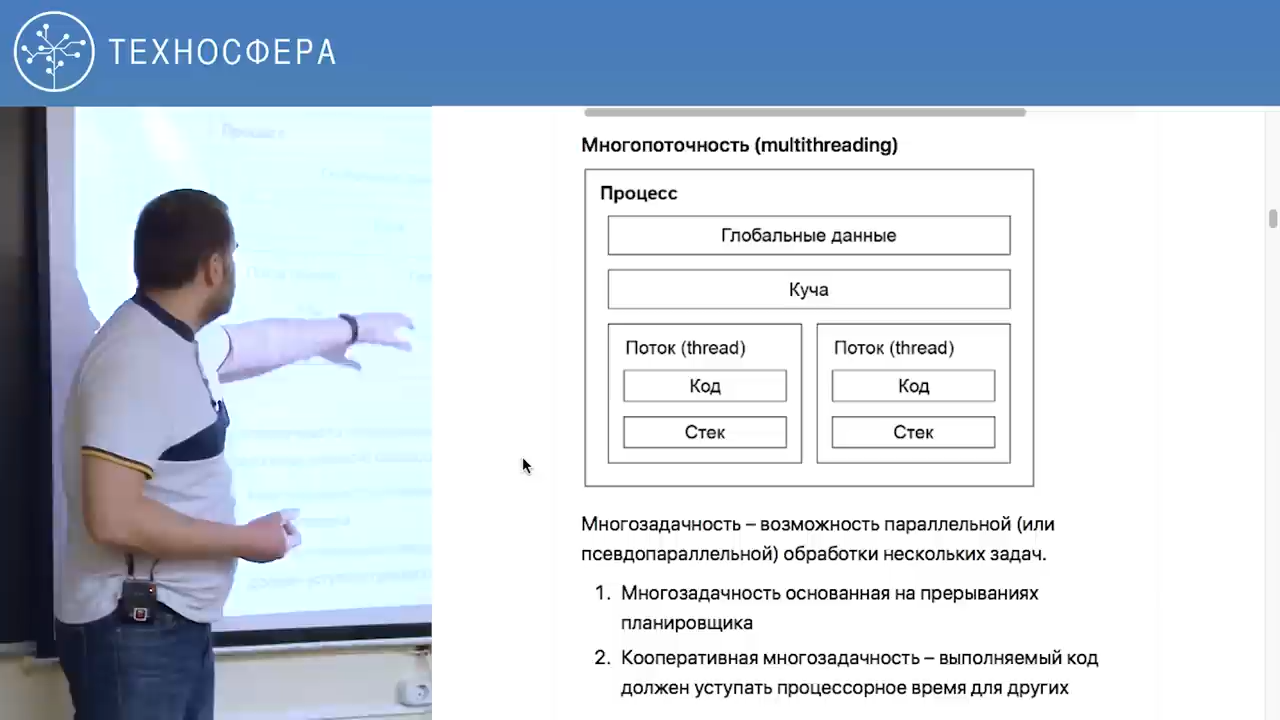 ТЕХНОСФЕРА
Многопоточность (multithreading)
Процесс
Глобальные данные
Куча
Поток (thread)
Код
Стек
Поток (thread)
Код
Стек
Многозадачность – возможность параллельной (или
псевдопараллельной) обработки нескольких задач.
1. Многозадачность основанная на прерываниях
планировщика
2. Кооперативная многозадачность – выполняемый код
должен уступать процессорное время для других